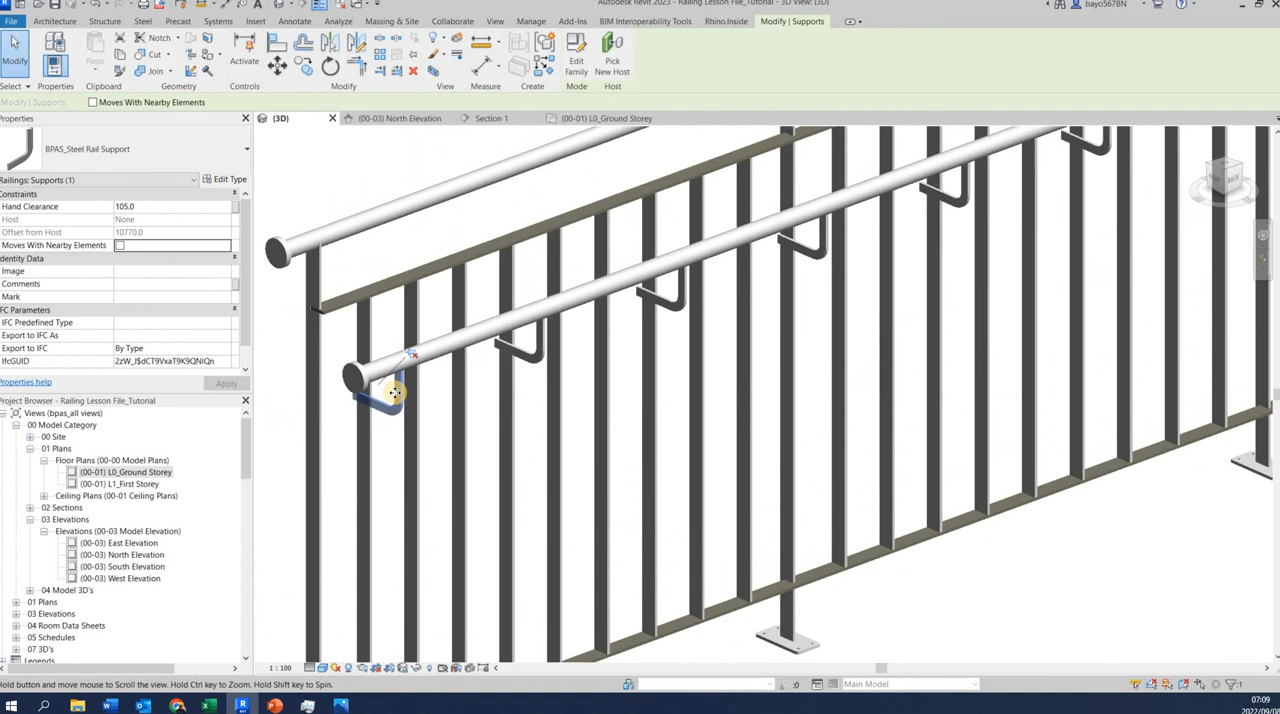 Autodesk Revit 2023 - Railing Lesson File_Tutorial - 3D View: (3D)
bayo567BN
File Architecture Structure Steel Precast Systems Insert Annotate Analyze Massing & Site Collaborate View Manage Add-Ins BIM Interoperability Tools Rhino.Inside Modify | Supports
Modify Properties Paste Notch Cut Join Activate Edit Family Pick New Host
Select Properties Clipboard Geometry Controls Modify View Measure Create Mode Host
Modify | Supports Moves With Nearby Elements
Properties
(3D) (00-03) North Elevation Section 1 (00-01) L0_Ground Storey
BPAS_Steel Rail Support
Railings: Supports (1) Edit Type
Constraints
Hand Clearance 105.0
Host None
Offset from Host 10770.0
Moves With Nearby Elements
Identity Data
Image
Comments
Mark
IFC Parameters
IFC Predefined Type
Export to IFC As
Export to IFC By Type
IfcGUID 2zW_J$dCT9VxaT9K9QNIQn
Properties help Apply
Project Browser - Railing Lesson File_Tutorial
Views (bpas_all views)
00 Model Category
00 Site
01 Plans
Floor Plans (00-00 Model Plans)
(00-01) L0_Ground Storey
(00-01) L1_First Storey
Ceiling Plans (00-01 Ceiling Plans)
02 Sections
03 Elevations
Elevations (00-03 Model Elevation)
(00-03) East Elevation
(00-03) North Elevation
(00-03) South Elevation
(00-03) West Elevation
04 Model 3D's
01 Plans
03 Elevations
04 Room Data Sheets
05 Schedules
07 3D's
Legends
1 : 100
Hold button and move mouse to Scroll the view. Hold Ctrl key to Zoom. Hold Shift key to Spin.
:0 Main Model :1
07:09
2022/09/08